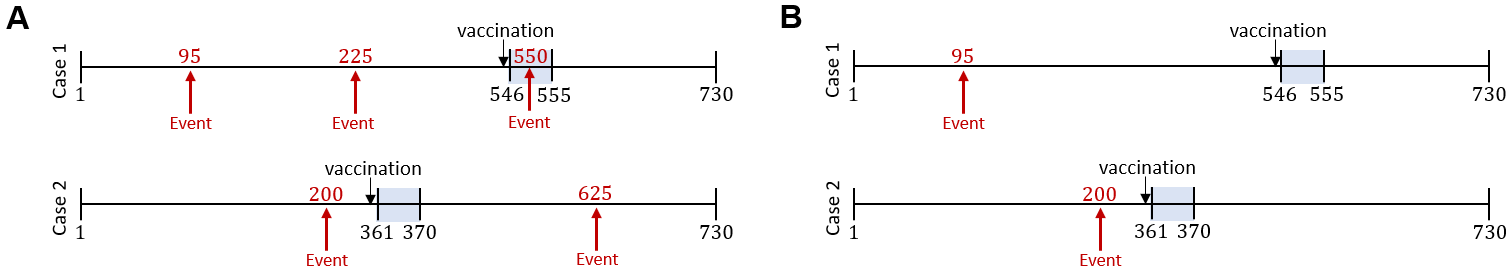 A
vaccination
Case 1
95 225 550
1 546 555 730
Event Event Event
vaccination
Case 2
200 625
1 361 370 730
Event Event
B
vaccination
Case 1
95
1 546 555 730
Event
vaccination
Case 2
200
1 361 370 730
Event